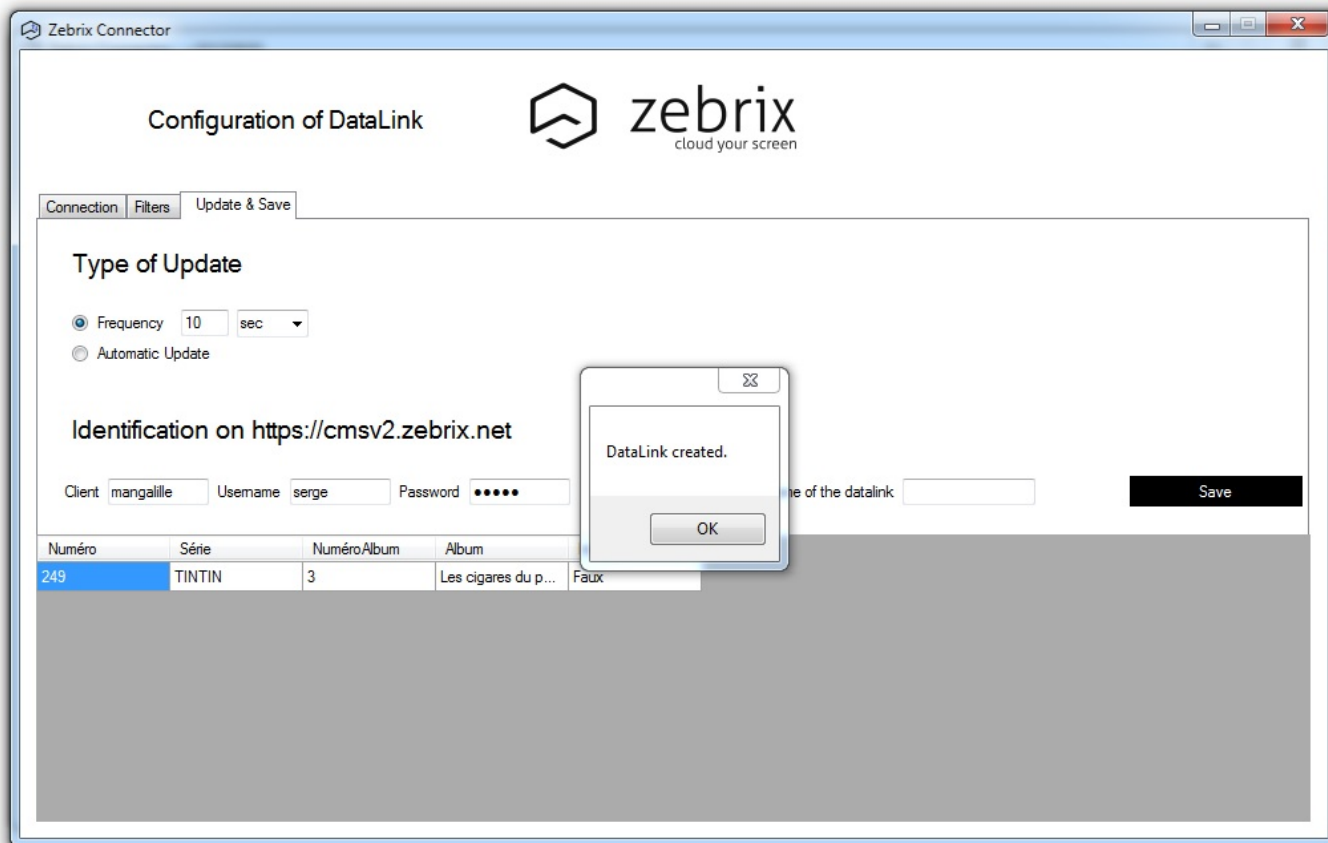 Zebrix Connector
Configuration of DataLink
zebrix
cloud your screen
Connection Filters Update & Save
Type of Update
Frequency 10 sec
Automatic Update
Identification on https://cmsv2.zebrix.net
DataLink created.
OK
Client mangalille Username serge Password ••••• of the datalink Save
Numéro Série NuméroAlbum Album
249 TINTIN 3 Les cigares du p... Faux